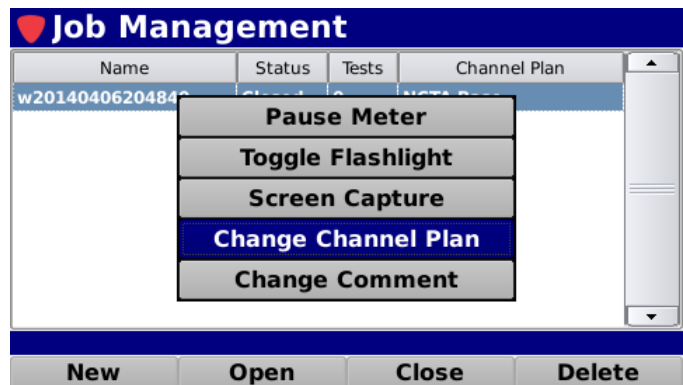 Job Management
Name Status Tests Channel Plan
Pause Meter
Toggle Flashlight
Screen Capture
Change Channel Plan
Change Comment
New Open Close Delete